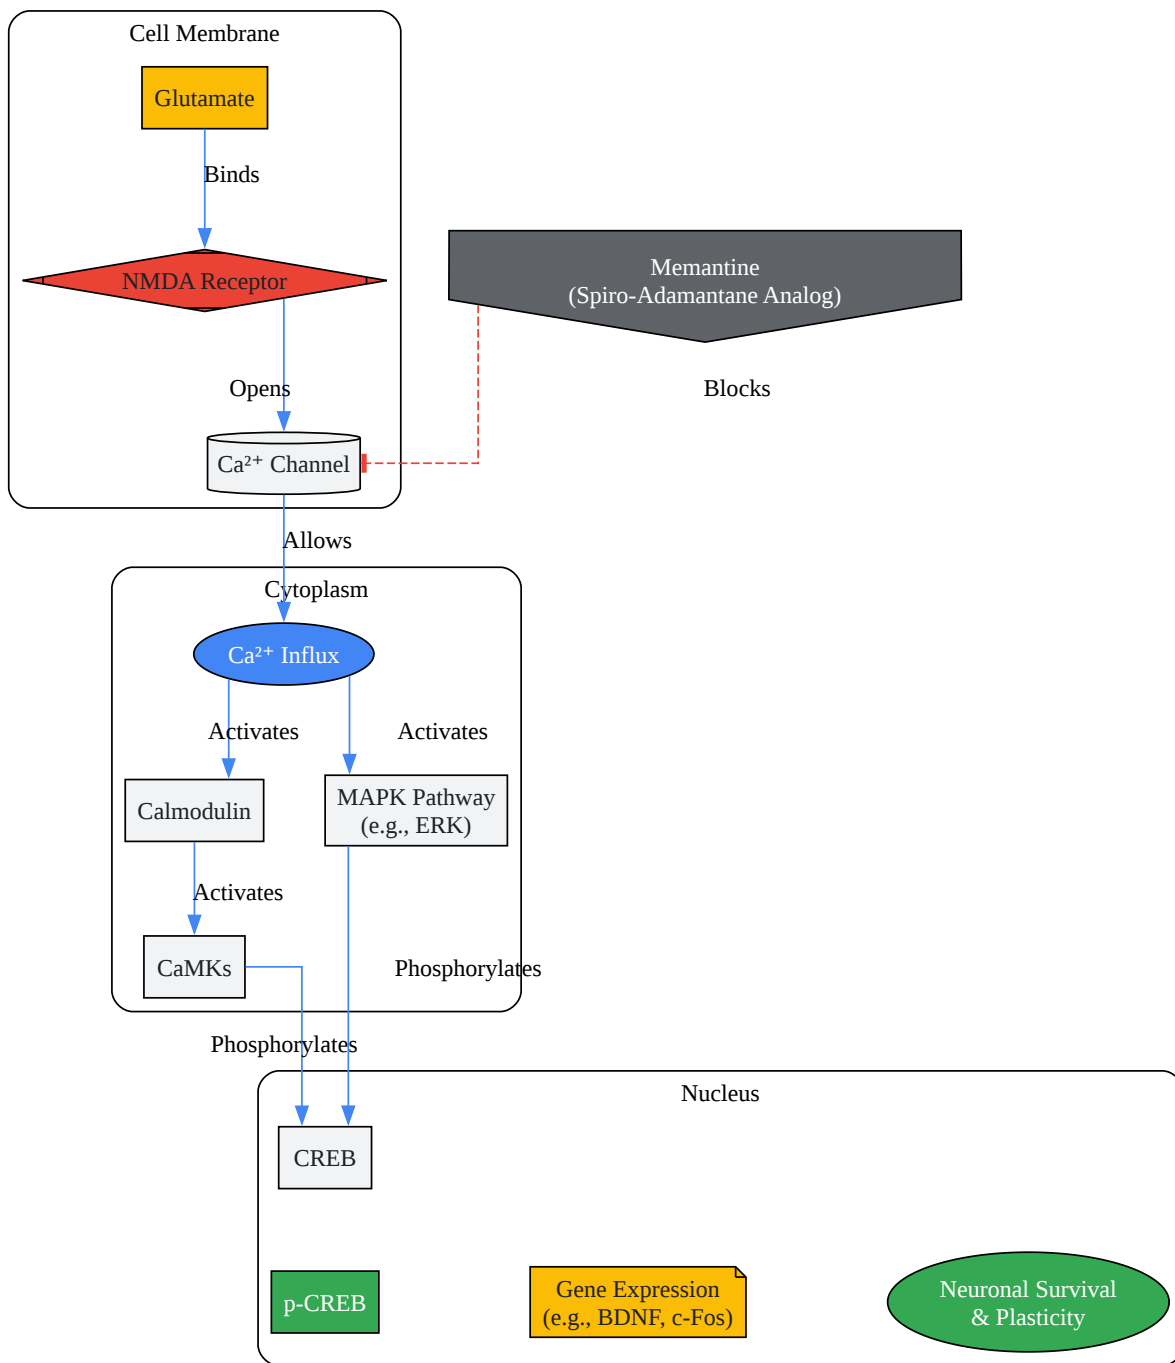 Cell Membrane
Glutamate
Binds
NMDA Receptor
Memantine
(Spiro-Adamantane Analog)
Opens
Blocks
Ca²⁺ Channel
Allows
Cytoplasm
Ca²⁺ Influx
Activates
Activates
Calmodulin
MAPK Pathway
(e.g., ERK)
Activates
CaMKs
Phosphorylates
Phosphorylates
Nucleus
CREB
p-CREB
Gene Expression
(e.g., BDNF, c-Fos)
Neuronal Survival
& Plasticity